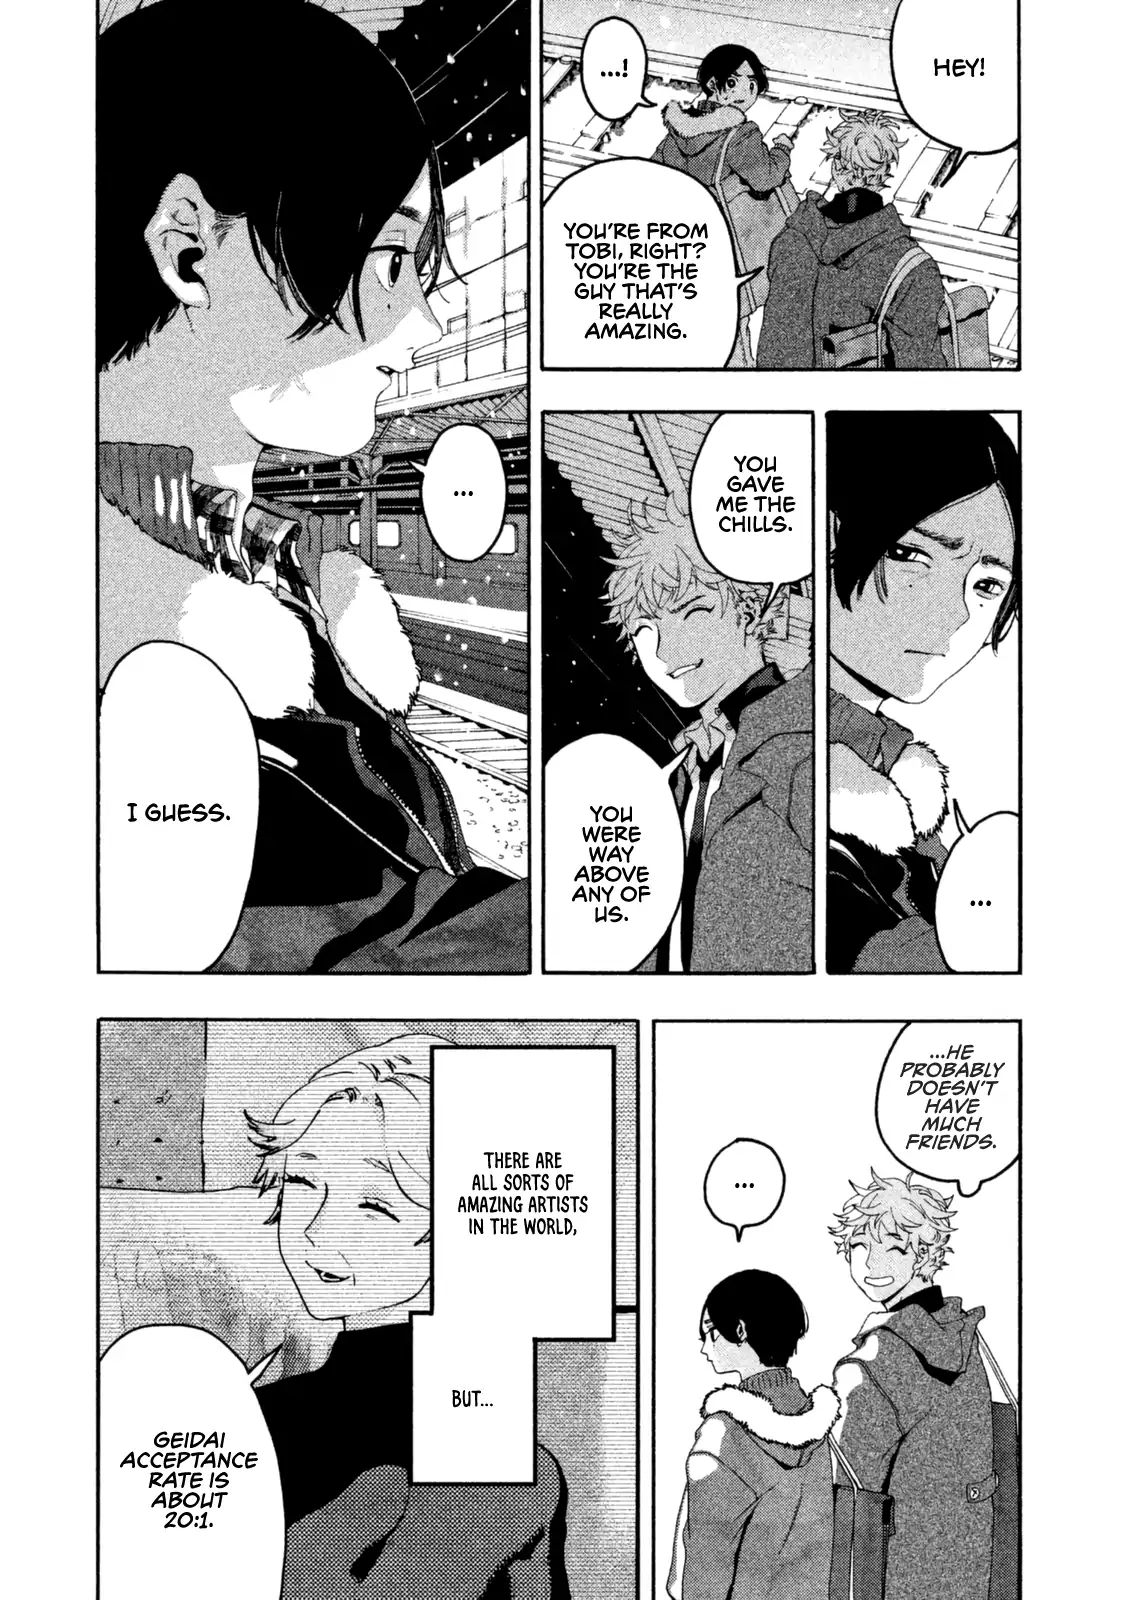 HEY!
...!
YOU'RE FROM
TOBI, RIGHT?
YOU'RE THE
GUY THAT'S
REALLY
AMAZING.
...
YOU
GAVE
ME THE
CHILLS.
YOU
WERE
WAY
ABOVE
ANY OF
US.
...
I GUESS.
...HE
PROBABLY
DOESN'T
HAVE
MUCH
FRIENDS.
...
THERE ARE
ALL SORTS OF
AMAZING ARTISTS
IN THE WORLD,
BUT...
GEIDAI
ACCEPTANCE
RATE IS
ABOUT
20:1.